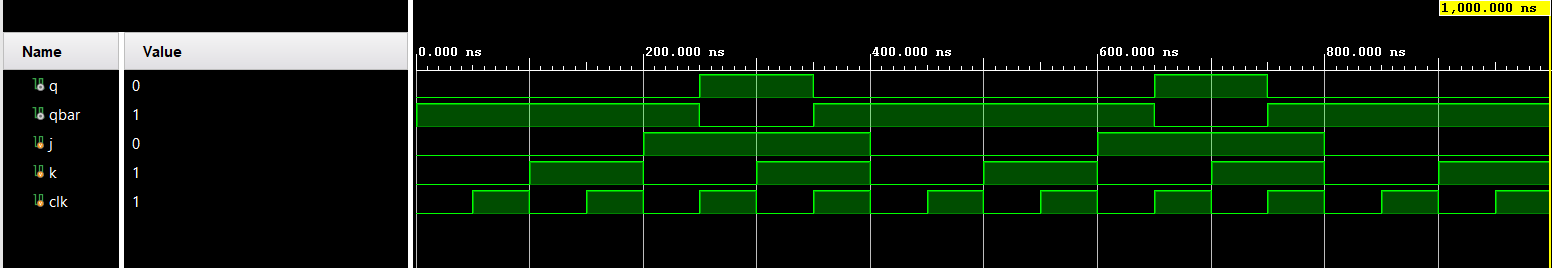 1,000.000 ns
Name Value
0.000 ns 200.000 ns 400.000 ns 600.000 ns 800.000 ns
q 0
qbar 1
j 0
k 1
clk 1